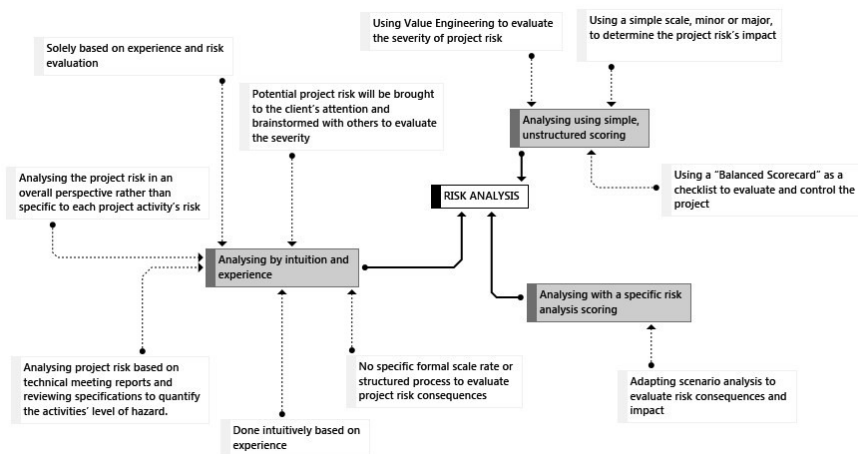 Using Value Engineering to evaluate
the severity of project risk
Using a simple scale, minor or major,
to determine the project risk's impact
Solely based on experience and risk
evaluation
Potential project risk will be brought
to the client's attention and
brainstormed with others to evaluate
the severity
Analysing using simple,
unstructured scoring
Analysing the project risk in an
overall perspective rather than
specific to each project activity's risk
Using a "Balanced Scorecard" as a
checklist to evaluate and control the
project
RISK ANALYSIS
Analysing by intuition and
experience
Analysing with a specific risk
analysis scoring
Analysing project risk based on
technical meeting reports and
reviewing specifications to quantify
the activities' level of hazard.
No specific formal scale rate or
structured process to evaluate
project risk consequences
Adapting scenario analysis to
evaluate risk consequences and
impact
Done intuitively based on
experience